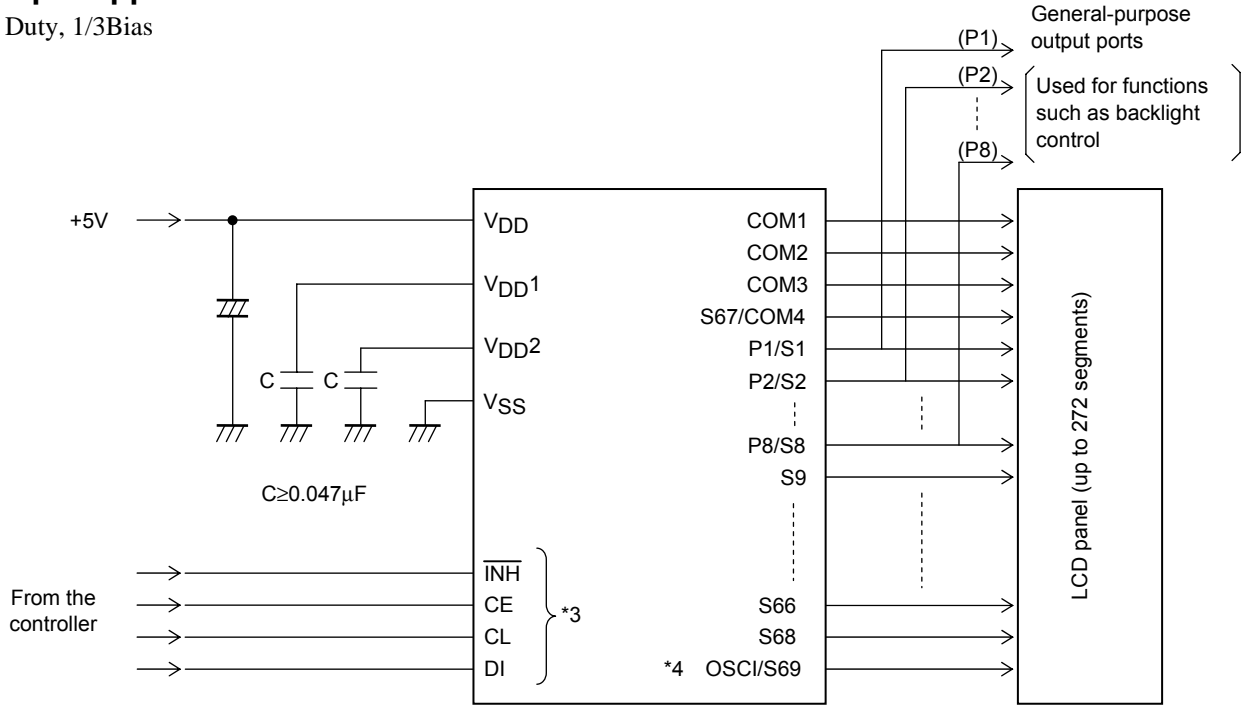 Duty, 1/3Bias
General-purpose
output ports
(P1)
(P2)
Used for functions
such as backlight
control
(P8)
+5V
VDD
VDD1
VDD2
VSS
C
C
C≥0.047μF
COM1
COM2
COM3
S67/COM4
P1/S1
P2/S2
P8/S8
S9
S66
S68
*4 OSCI/S69
LCD panel (up to 272 segments)
From the
controller
INH
CE
CL
DI
*3